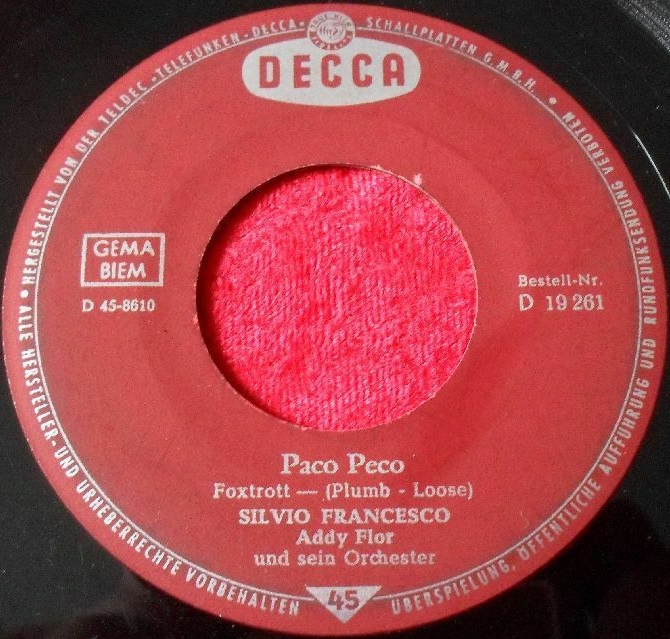 • HERGESTELLT VON DER TELDEC „TELEFUNKEN - DECCA“ SCHALLPLATTEN G.M.B.H. •
DECCA
GEMA
BIEM
D 45-8610
Bestell-Nr.
D 19 261
Paco Peco
Foxtrott — (Plumb - Loose)
SILVIO FRANCESCO
Addy Flor
und sein Orchester
45
ALLE HERSTELLER- UND URHEBERRECHTE VORBEHALTEN
ÜBERSPIELUNG, ÖFFENTLICHE AUFFÜHRUNG UND RUNDFUNKSENDUNG VERBOTEN